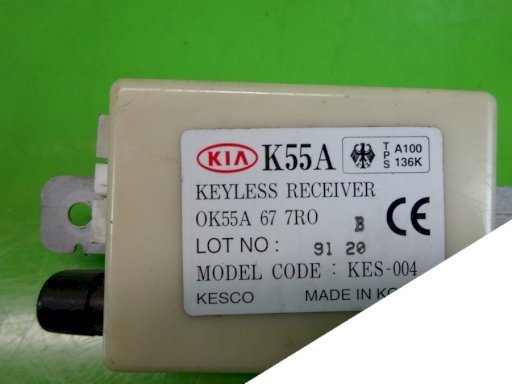 KIA K55A TPS A100 136K
KEYLESS RECEIVER
OK55A 67 7RO B CE
LOT NO : 91 20
MODEL CODE : KES-004
KESCO MADE IN